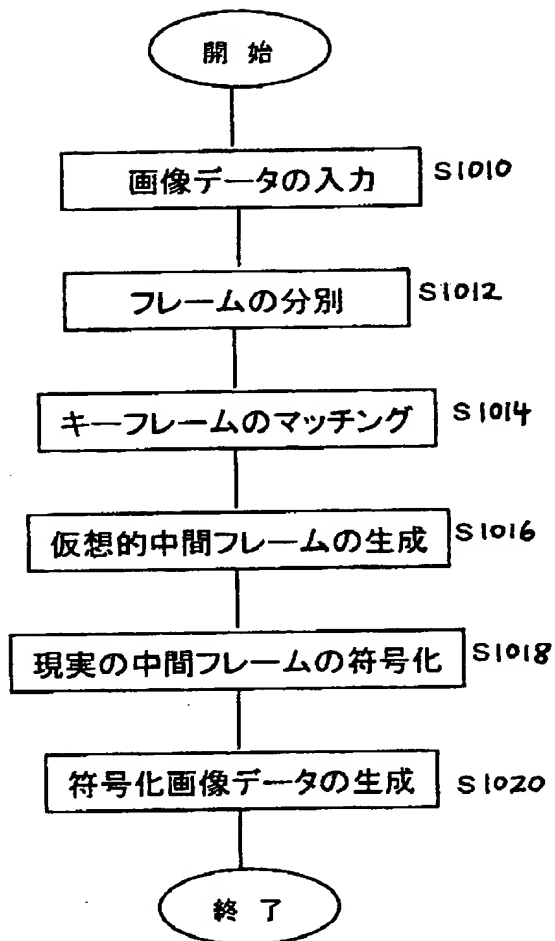 開始
画像データの入力 S1010
フレームの分別 S1012
キーフレームのマッチング S1014
仮想的中間フレームの生成 S1016
現実の中間フレームの符号化 S1018
符号化画像データの生成 S1020
終了